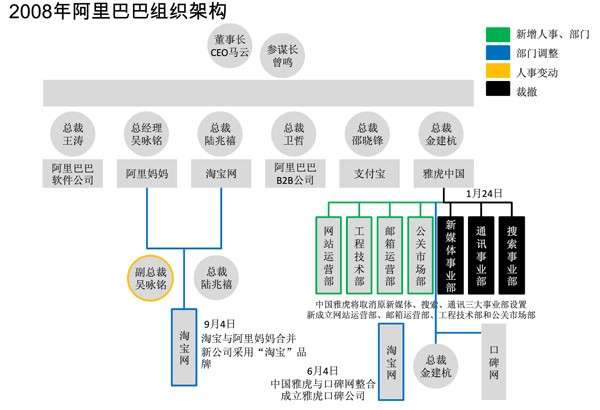 2008年阿里巴巴组织架构
董事长
CEO马云
参谋长
曾鸣
新增人事、部门
部门调整
人事变动
裁撤
总裁
王涛
总经理
吴咏铭
总裁
陆兆禧
总裁
卫哲
总裁
邵晓锋
总裁
金建杭
阿里巴巴
软件公司
阿里妈妈
淘宝网
阿里巴巴
B2B公司
支付宝
雅虎中国
1月24日
网站运营部
工程技术部
邮箱运营部
公关市场部
新媒体事业部
通讯事业部
搜索事业部
副总裁
吴咏铭
总裁
陆兆禧
中国雅虎将取消原新媒体、搜索、通讯三大事业部设置
新成立网站运营部、邮箱运营部、工程技术部和公关市场部
淘宝网
9月4日
淘宝与阿里妈妈合并
新公司采用“淘宝”品
牌
6月4日
中国雅虎与口碑网整合
成立雅虎口碑公司
淘宝网
总裁
金建杭
口碑网